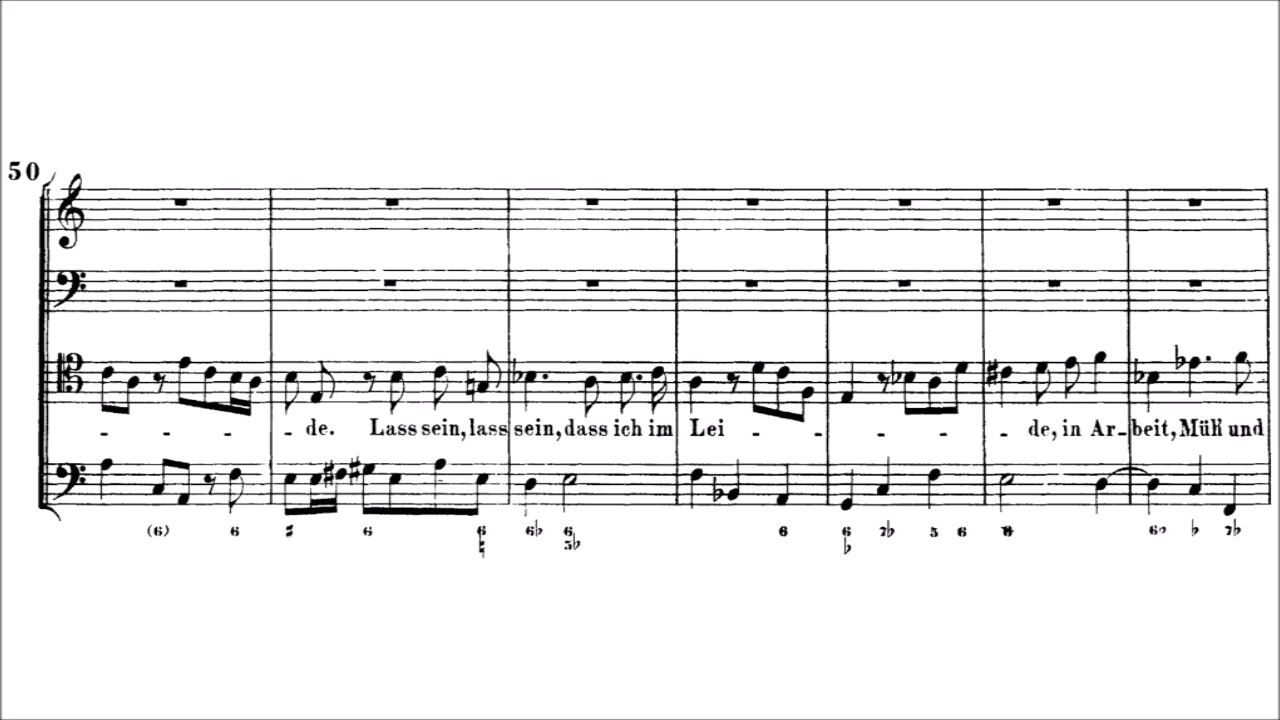 50
- - - - de. Lass sein, lass sein, dass ich im Lei - - - - - de, in Ar-beit, Müh und
(6) 6 ♯ 6 6 6♭ 6 6 6 7♭ 5 6 6♭ ♭ 7♭
♮ 5♭ ♭